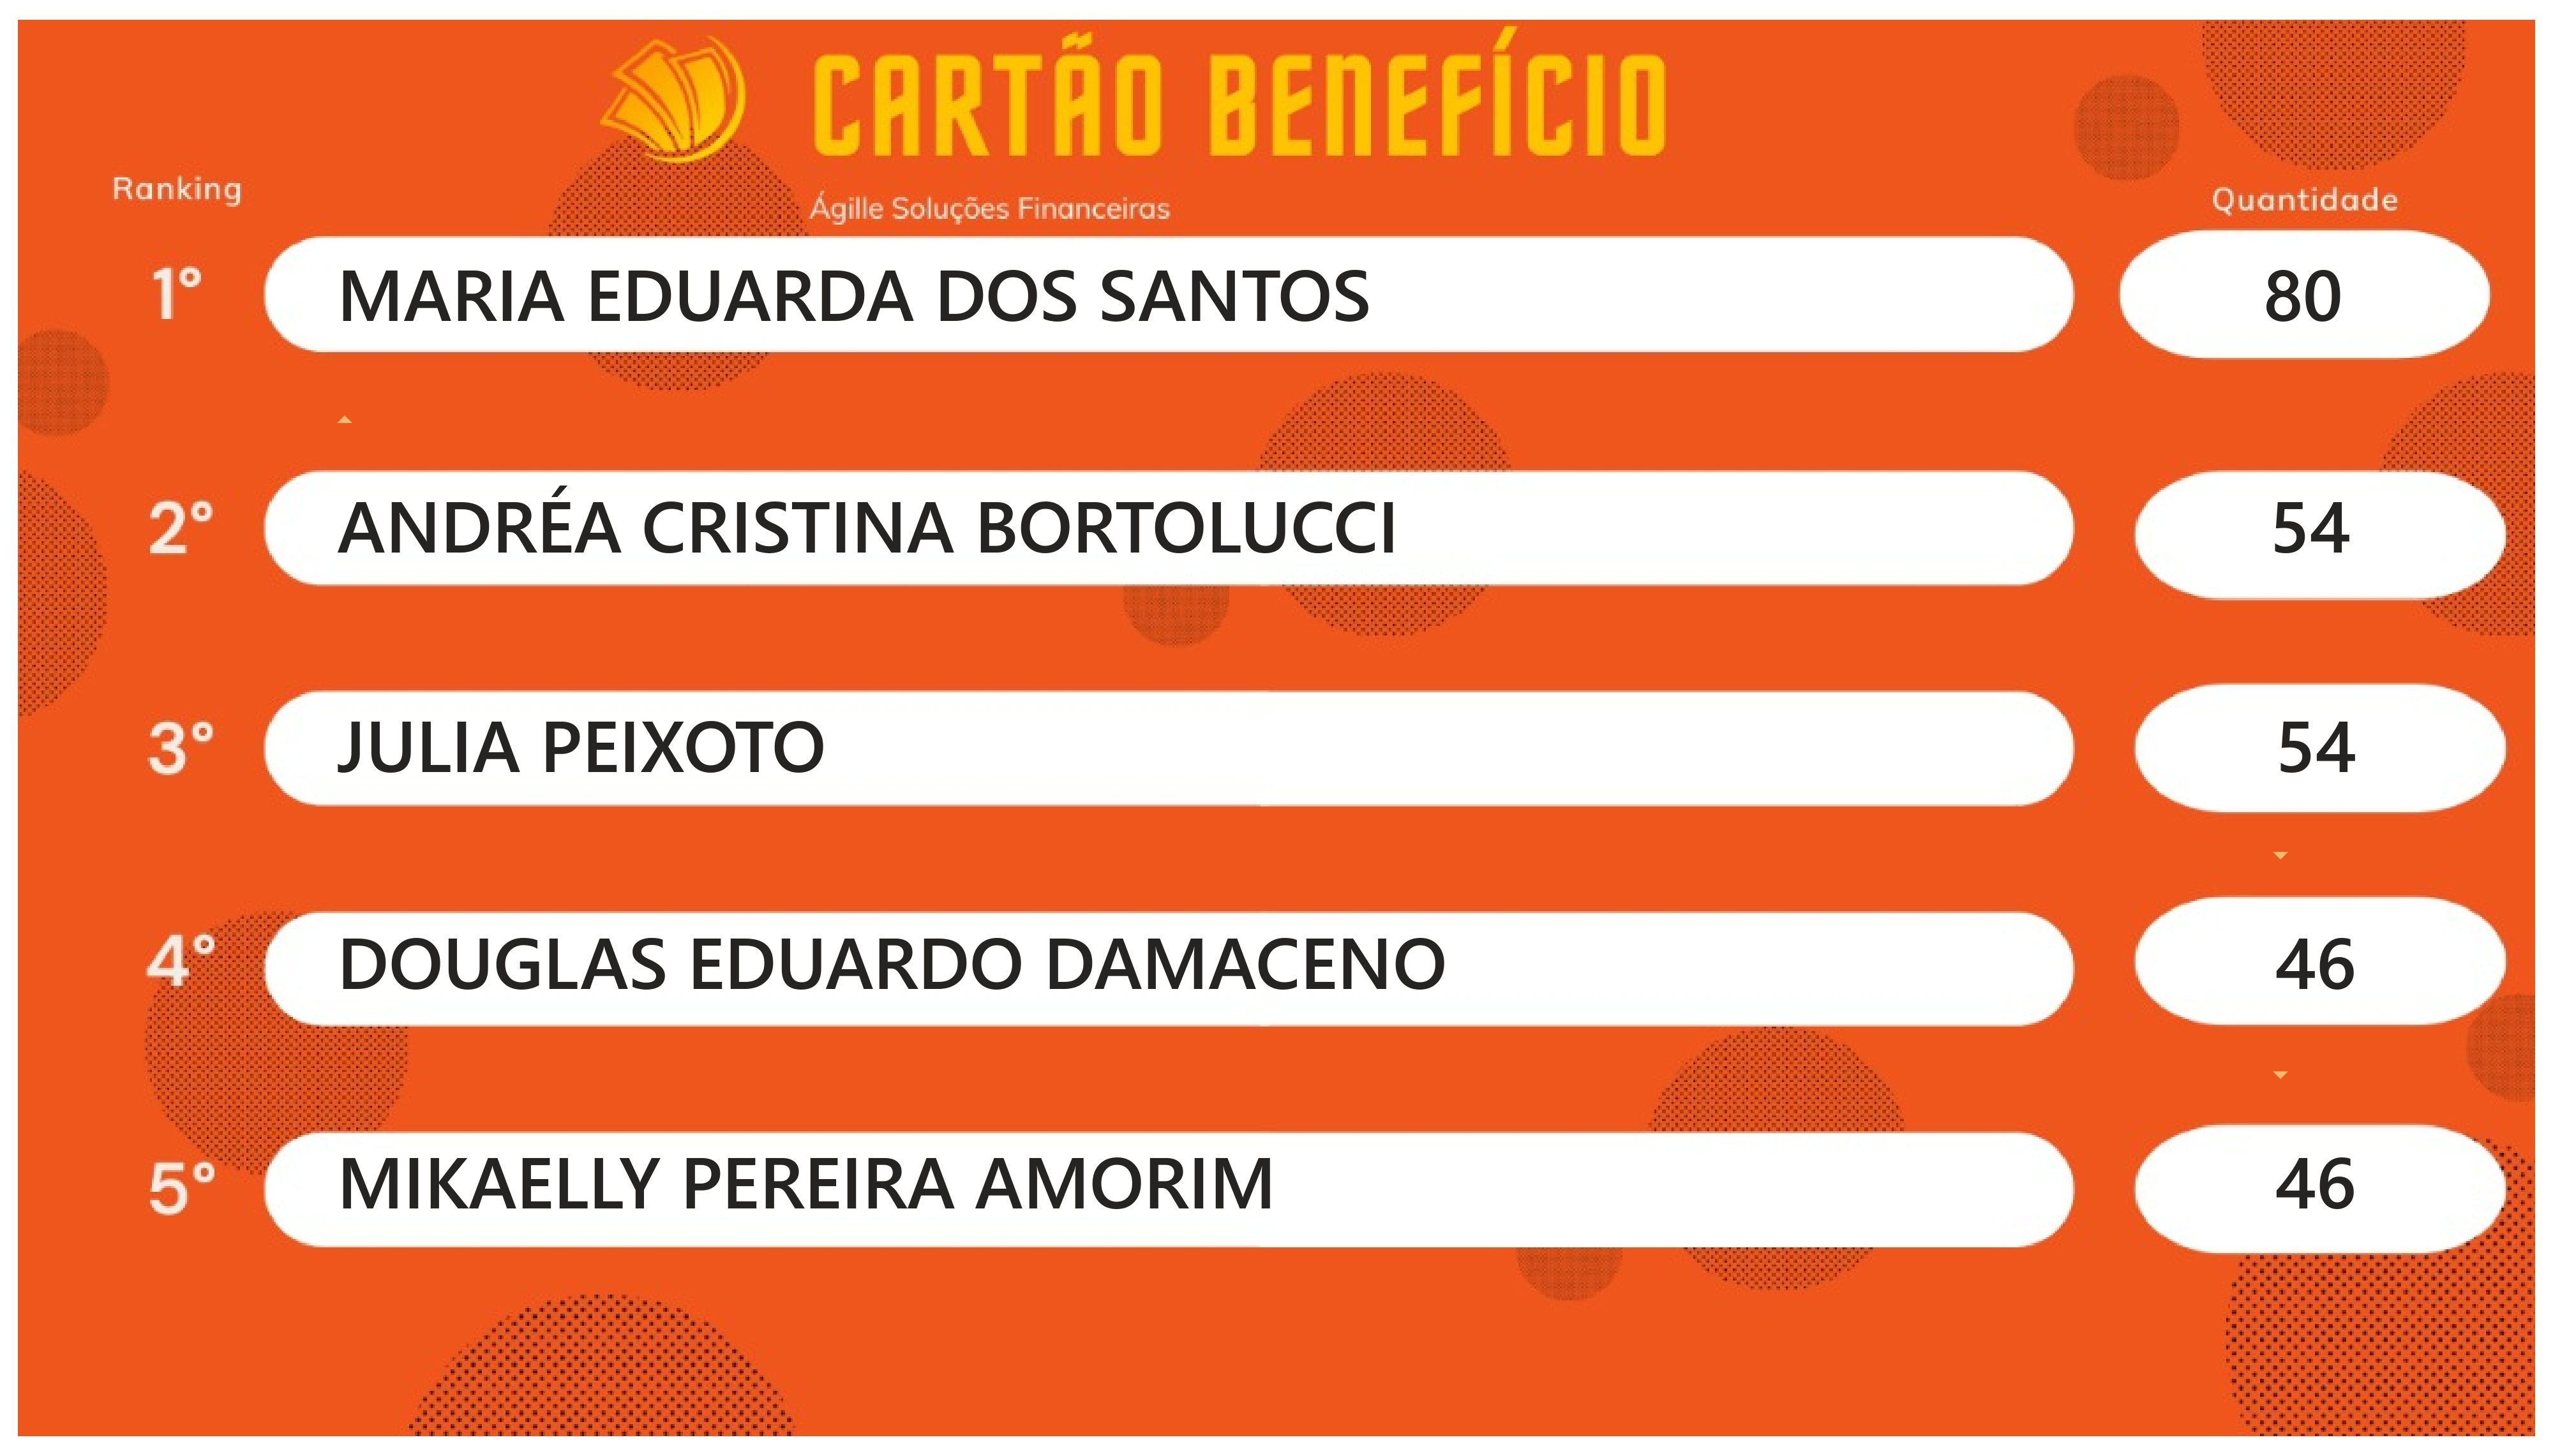 CARTÃO BENEFÍCIO
Ranking
Ágille Soluções Financeiras
Quantidade
1° MARIA EDUARDA DOS SANTOS 80
2° ANDRÉA CRISTINA BORTOLUCCI 54
3° JULIA PEIXOTO 54
4° DOUGLAS EDUARDO DAMACENO 46
5° MIKAELLY PEREIRA AMORIM 46